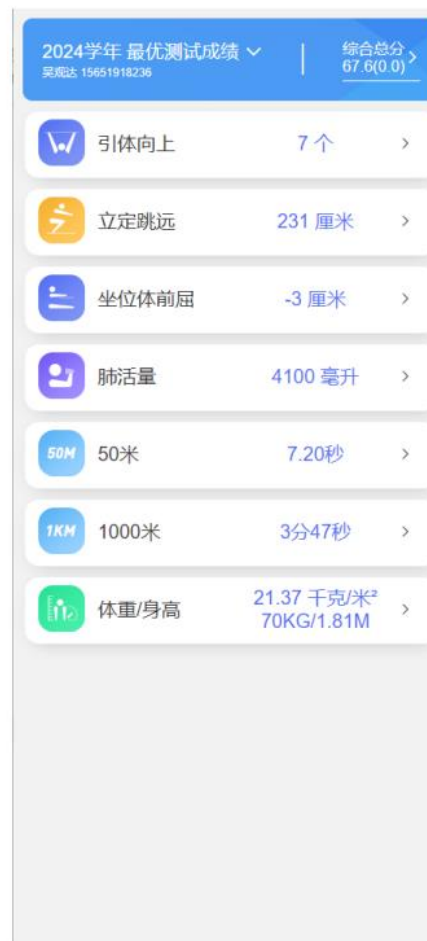 2024学年 最优测试成绩
吴观达 15651918236
综合总分
67.6(0.0)
引体向上 7 个
立定跳远 231 厘米
坐位体前屈 -3 厘米
肺活量 4100 毫升
50M 50米 7.20秒
1KM 1000米 3分47秒
体重/身高 21.37 千克/米²
70KG/1.81M